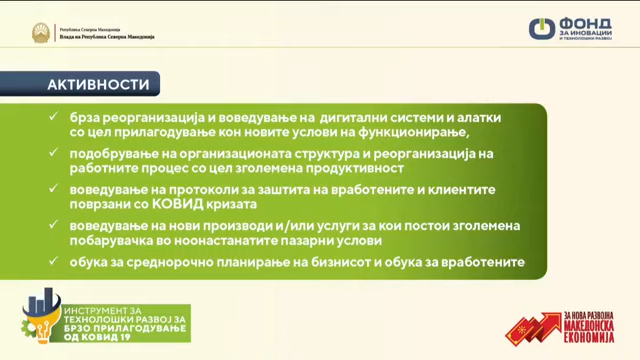 Република Северна Македонија
Влада на Република Северна Македонија
ФОНД
ЗА ИНОВАЦИИ
И ТЕХНОЛОШКИ РАЗВОЈ
АКТИВНОСТИ
брза реорганизација и воведување на дигитални системи и алатки
со цел прилагодување кон новите услови на функционирање,
подобрување на организационата структура и реорганизација на
работните процес со цел зголемена продуктивност
воведување на протоколи за заштита на вработените и клиентите
поврзани со КОВИД кризата
воведување на нови производи и/или услуги за кои постои зголемена
побарувачка во ноонастанатите пазарни услови
обука за среднорочно планирање на бизнисот и обука за вработените
ИНСТРУМЕНТ ЗА
ТЕХНОЛОШКИ РАЗВОЈ ЗА
БРЗО ПРИЛАГОДУВАЊЕ
ОД КОВИД 19
ЗА НОВА РАЗВОЈНА
МАКЕДОНСКА
ЕКОНОМИЈА